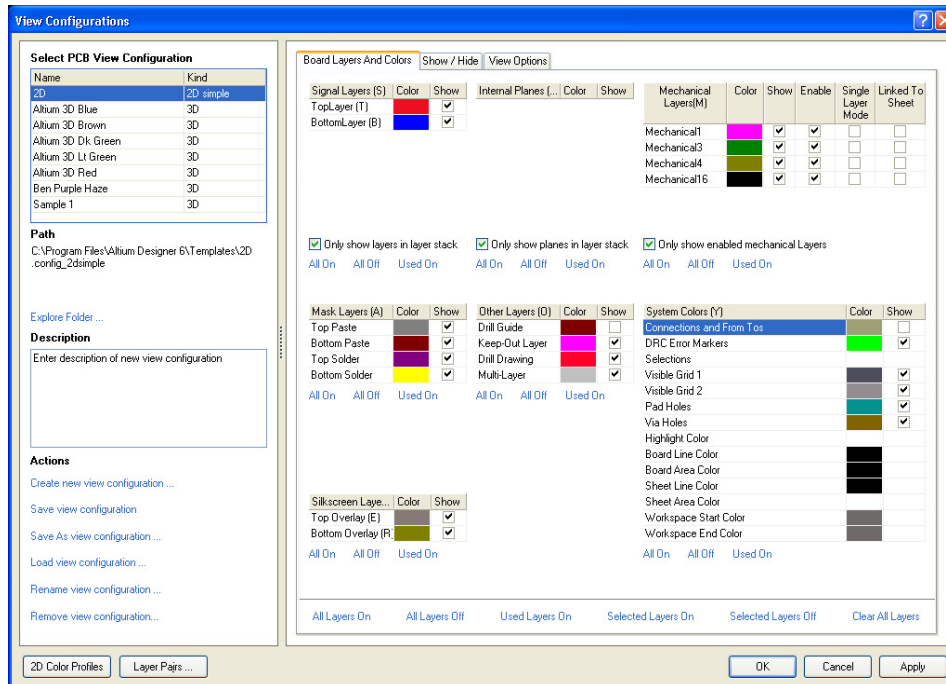 View Configurations
Select PCB View Configuration
Name Kind
2D 2D simple
Altium 3D Blue 3D
Altium 3D Brown 3D
Altium 3D Dk Green 3D
Altium 3D Lt Green 3D
Altium 3D Red 3D
Ben Purple Haze 3D
Sample 1 3D
Path
C:\Program Files\Altium Designer 6\Templates\2D
.config_2dsimple
Explore Folder ...
Description
Enter description of new view configuration
Actions
Create new view configuration ...
Save view configuration
Save As view configuration ...
Load view configuration ...
Rename view configuration ...
Remove view configuration...
Board Layers And Colors Show / Hide View Options
Signal Layers (S) Color Show
TopLayer (T)
BottomLayer (B)
Only show layers in layer stack
All On All Off Used On
Internal Planes (... Color Show
Only show planes in layer stack
All On All Off Used On
Mechanical Layers(M) Color Show Enable Single Layer Mode Linked To Sheet
Mechanical1
Mechanical3
Mechanical4
Mechanical16
Only show enabled mechanical Layers
All On All Off Used On
Mask Layers (A) Color Show
Top Paste
Bottom Paste
Top Solder
Bottom Solder
All On All Off Used On
Other Layers (O) Color Show
Drill Guide
Keep-Out Layer
Drill Drawing
Multi-Layer
All On All Off Used On
System Colors (Y) Color Show
Connections and From Tos
DRC Error Markers
Selections
Visible Grid 1
Visible Grid 2
Pad Holes
Via Holes
Highlight Color
Board Line Color
Board Area Color
Sheet Line Color
Sheet Area Color
Workspace Start Color
Workspace End Color
All On All Off Used On
Silkscreen Laye... Color Show
Top Overlay (E)
Bottom Overlay (R)
All On All Off Used On
All Layers On All Layers Off Used Layers On Selected Layers On Selected Layers Off Clear All Layers
2D Color Profiles Layer Pairs ... OK Cancel Apply